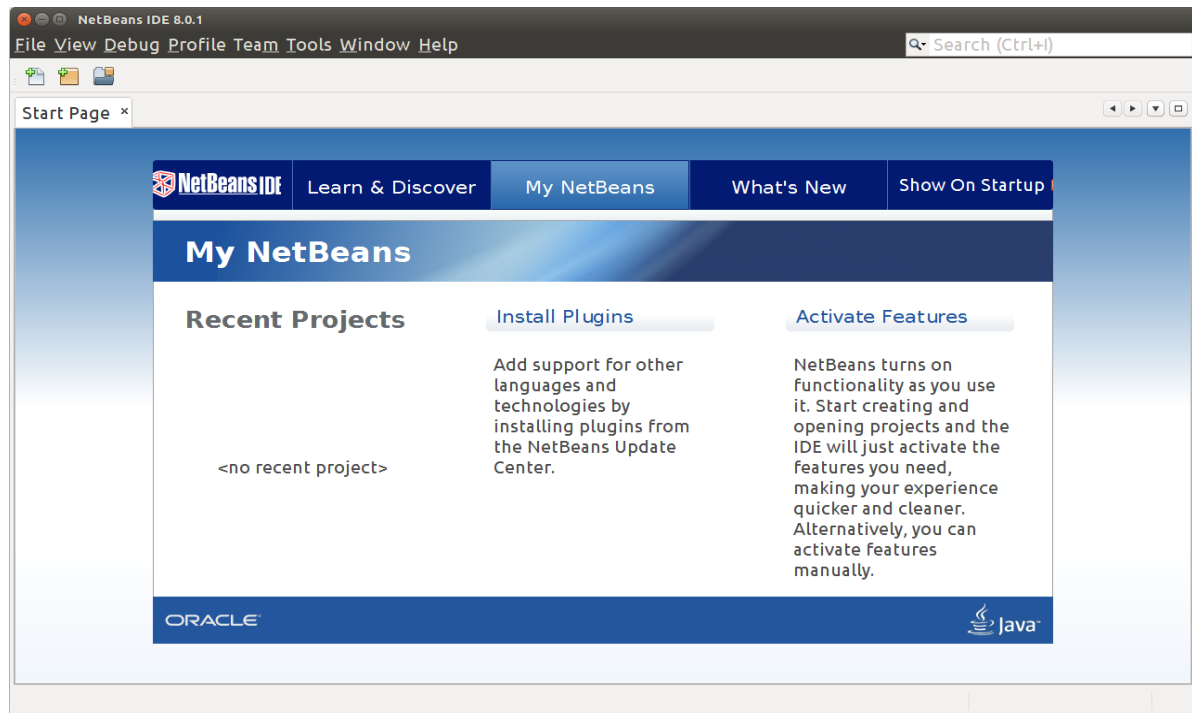 NetBeans IDE 8.0.1
File View Debug Profile Team Tools Window Help
Search (Ctrl+I)
Start Page
NetBeans IDE
Learn & Discover
My NetBeans
What's New
Show On Startup
My NetBeans
Recent Projects
<no recent project>
Install Plugins
Add support for other
languages and
technologies by
installing plugins from
the NetBeans Update
Center.
Activate Features
NetBeans turns on
functionality as you use
it. Start creating and
opening projects and the
IDE will just activate the
features you need,
making your experience
quicker and cleaner.
Alternatively, you can
activate features
manually.
ORACLE
Java